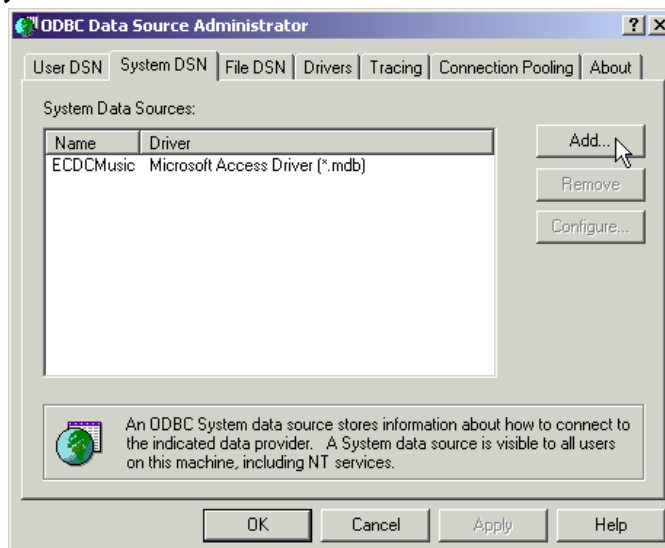 ODBC Data Source Administrator
User DSN System DSN File DSN Drivers Tracing Connection Pooling About
System Data Sources:
Name Driver
ECDCMusic Microsoft Access Driver (*.mdb)
Add...
Remove
Configure...
An ODBC System data source stores information about how to connect to
the indicated data provider. A System data source is visible to all users
on this machine, including NT services.
OK Cancel Apply Help